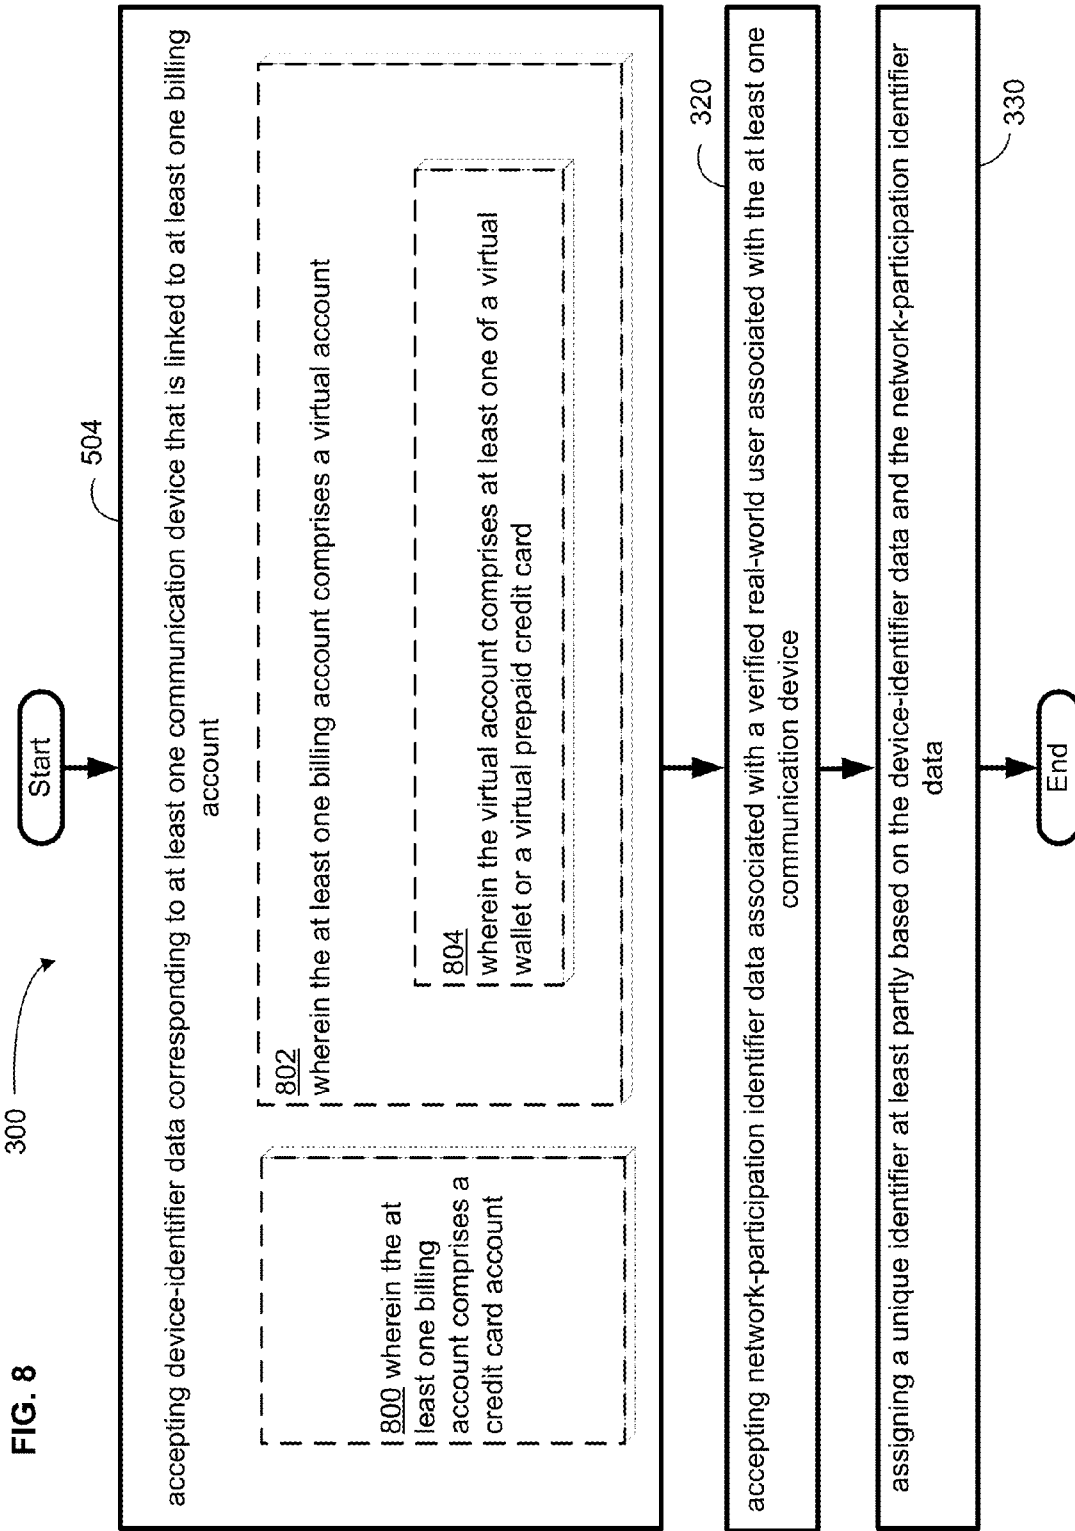 FIG. 8
300
Start
504
accepting device-identifier data corresponding to at least one communication device that is linked to at least one billing
account
800 wherein the at
least one billing
account comprises a
credit card account
802
wherein the at least one billing account comprises a virtual account
804
wherein the virtual account comprises at least one of a virtual
wallet or a virtual prepaid credit card
320
accepting network-participation identifier data associated with a verified real-world user associated with the at least one
communication device
330
assigning a unique identifier at least partly based on the device-identifier data and the network-participation identifier
data
End